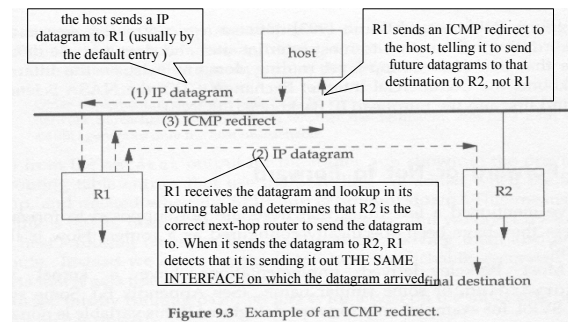 the host sends a IP
datagram to R1 (usually by
the default entry )
host
R1 sends an ICMP redirect to
the host, telling it to send
future datagrams to that
destination to R2, not R1
(1) IP datagram
(3) ICMP redirect
(2) IP datagram
R1
R1 receives the datagram and lookup in its
routing table and determines that R2 is the
correct next-hop router to send the datagram
to. When it sends the datagram to R2, R1
detects that it is sending it out THE SAME
INTERFACE on which the datagram arrived
R2
final destination
Figure 9.3 Example of an ICMP redirect.